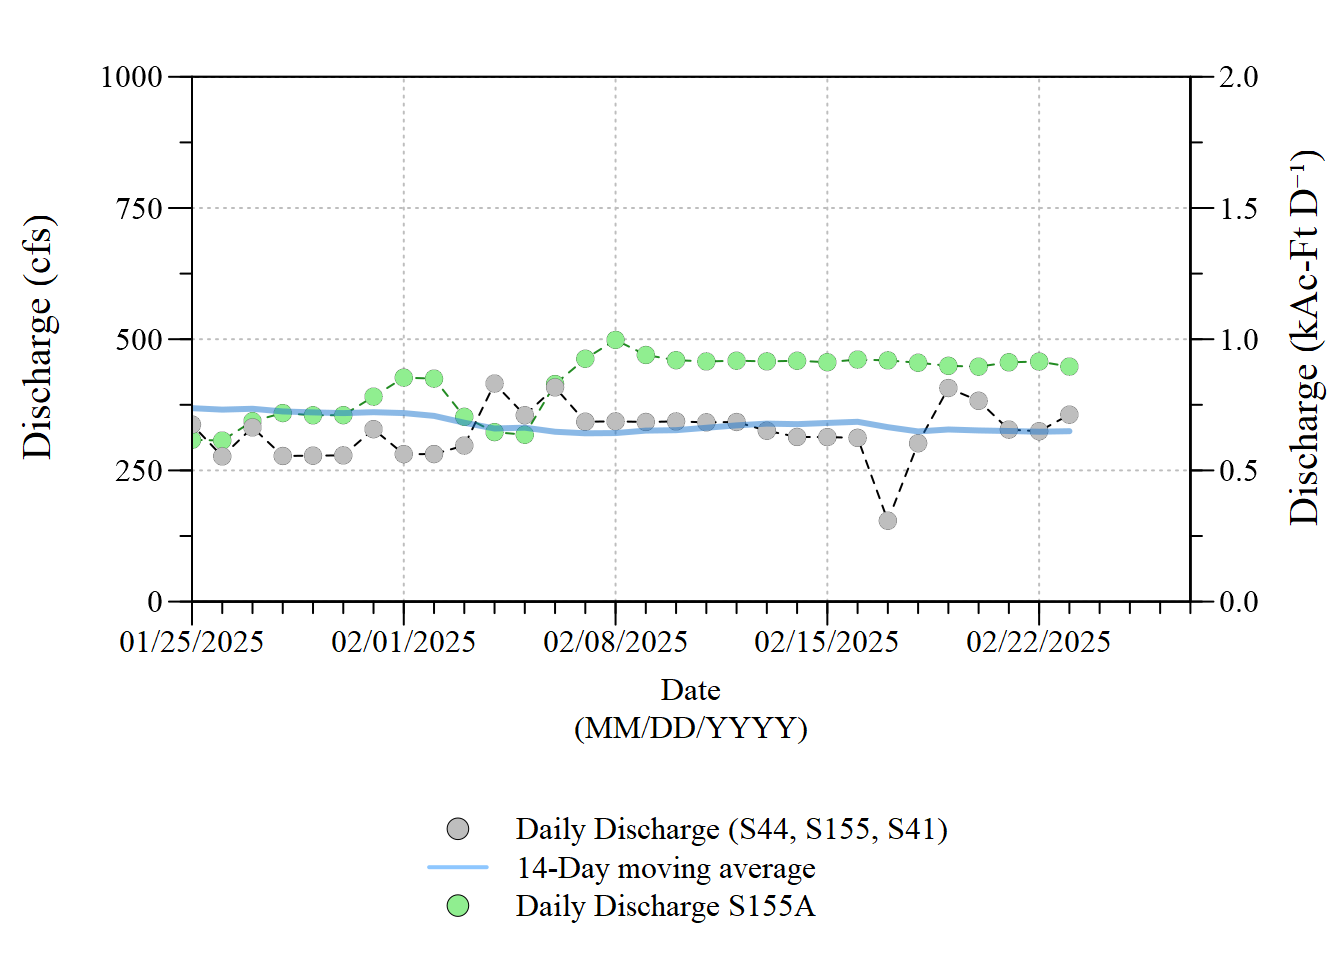 1000
750
500
250
0
Discharge (cfs)
2.0
1.5
1.0
0.5
0.0
Discharge (kAc-Ft D⁻¹)
01/25/2025
02/01/2025
02/08/2025
02/15/2025
02/22/2025
Date
(MM/DD/YYYY)
Daily Discharge (S44, S155, S41)
14-Day moving average
Daily Discharge S155A